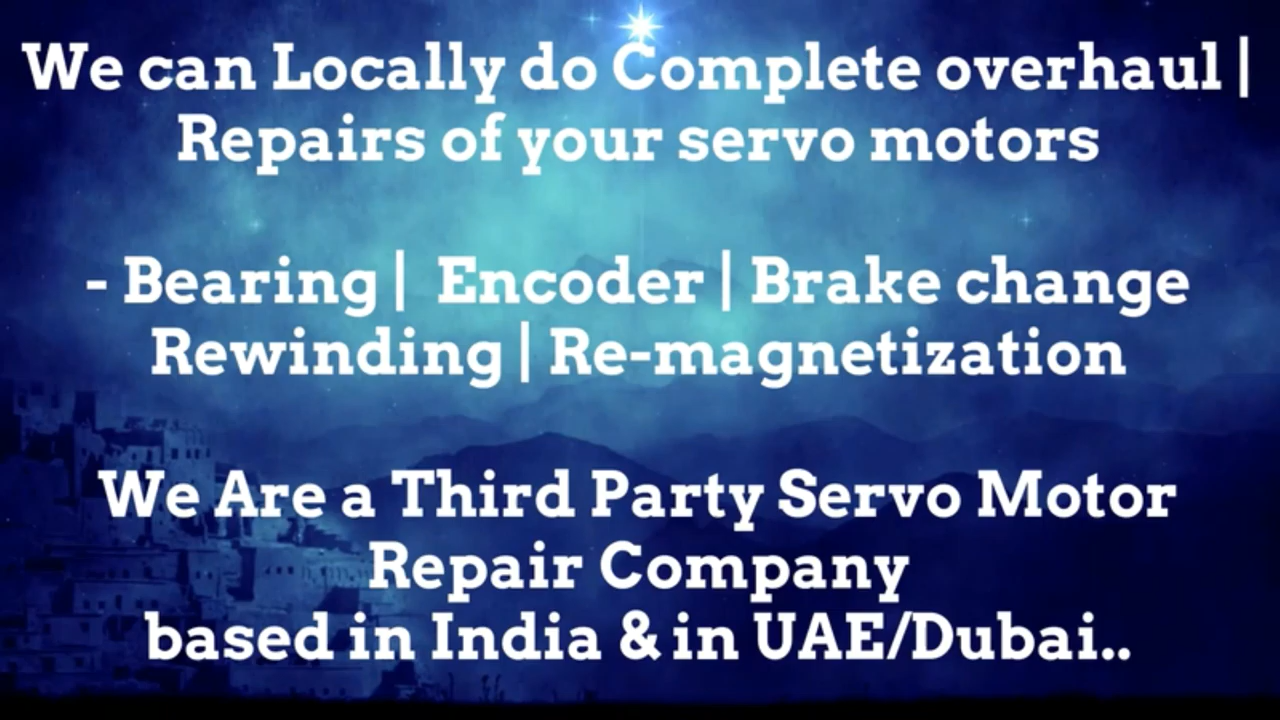 We can Locally do Complete overhaul |
Repairs of your servo motors
- Bearing | Encoder | Brake change
Rewinding | Re-magnetization
We Are a Third Party Servo Motor
Repair Company
based in India & in UAE/Dubai..